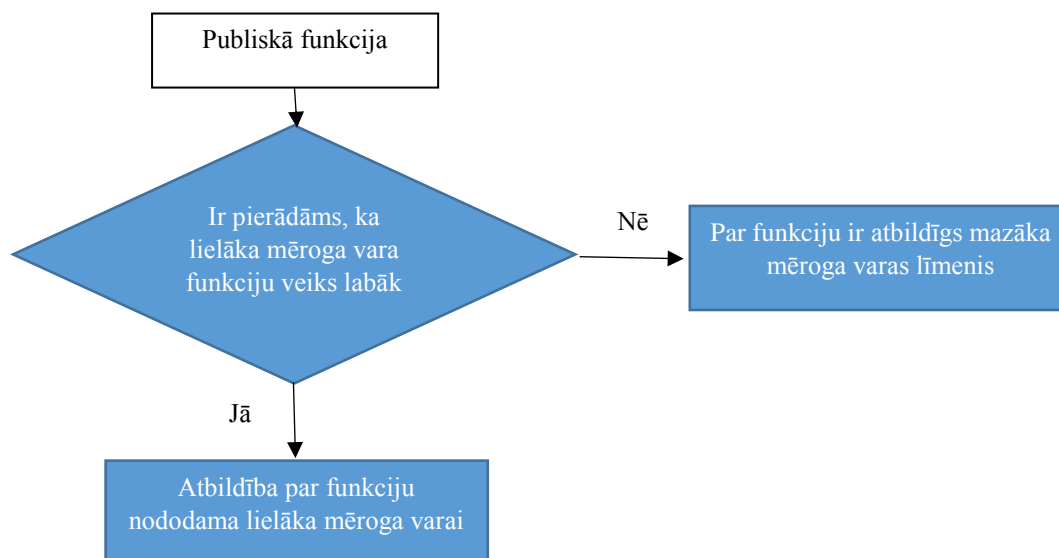 Publiskā funkcija
Ir pierādāms, ka
lielāka mēroga vara
funkciju veiks labāk
Nē
Par funkciju ir atbildīgs mazāka
mēroga varas līmenis
Jā
Atbildība par funkciju
nododama lielāka mēroga varai